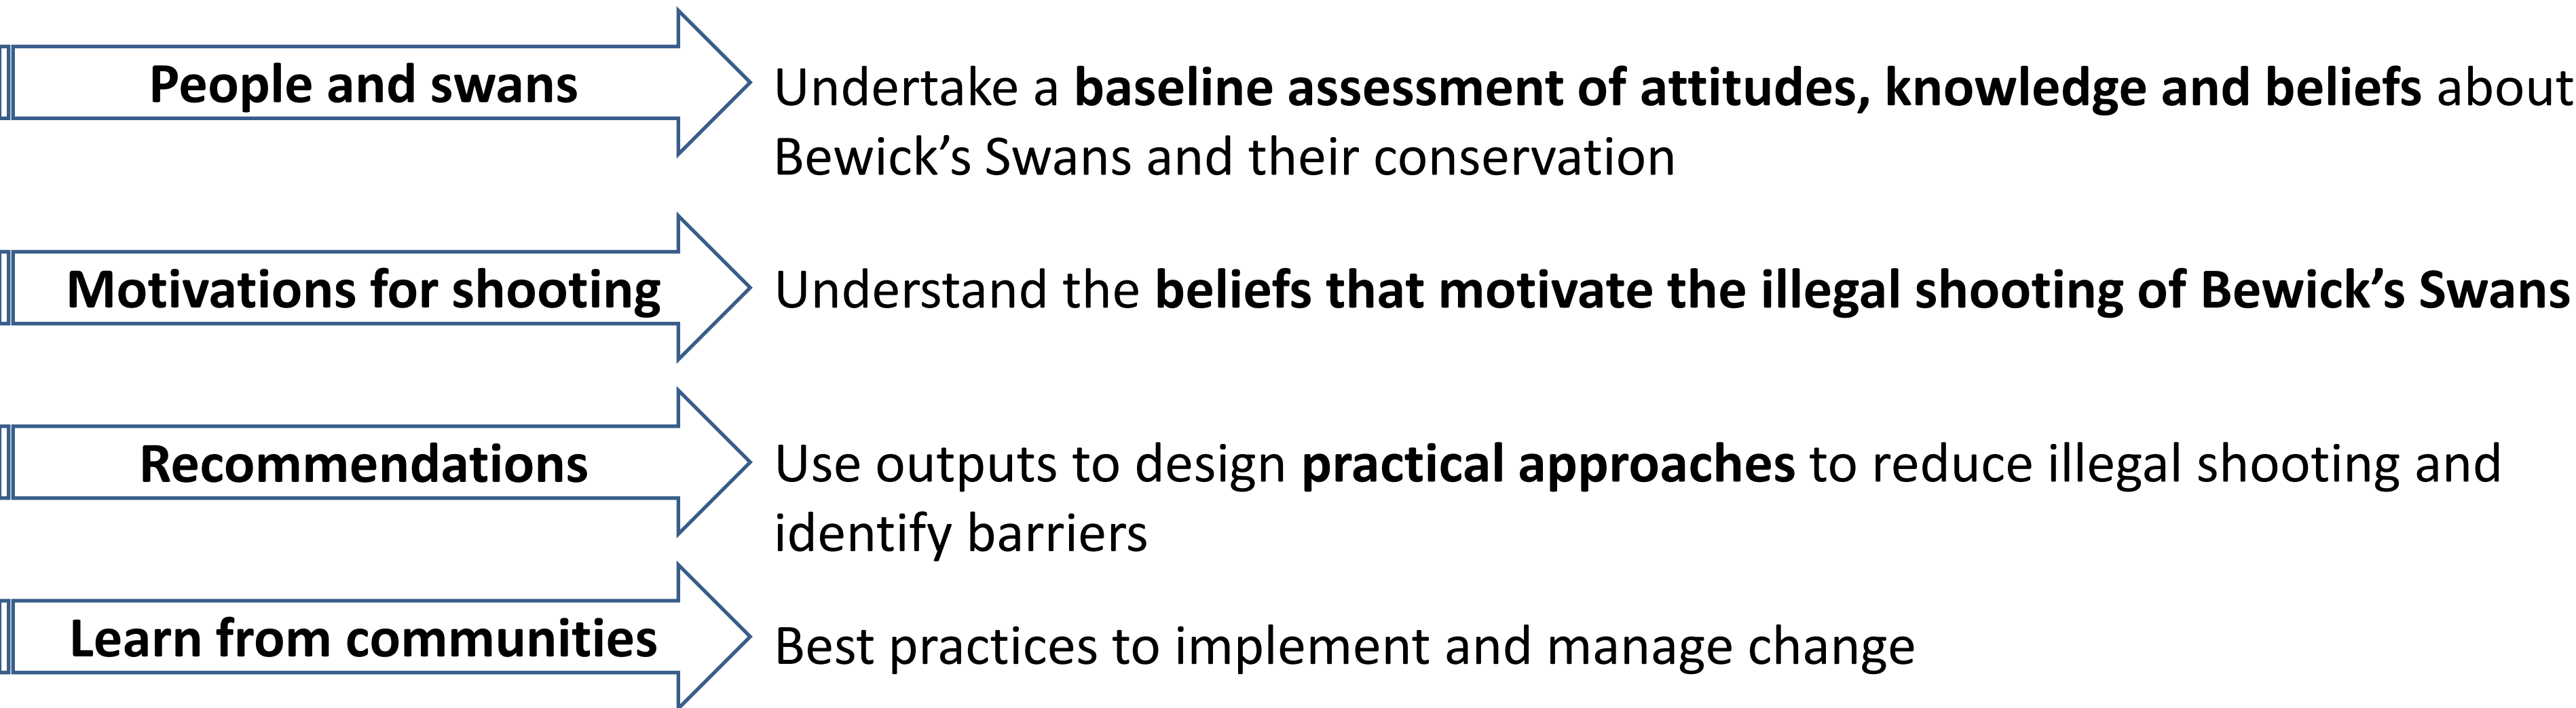 People and swans
Undertake a baseline assessment of attitudes, knowledge and beliefs about
Bewick’s Swans and their conservation
Motivations for shooting
Understand the beliefs that motivate the illegal shooting of Bewick’s Swans
Recommendations
Use outputs to design practical approaches to reduce illegal shooting and
identify barriers
Learn from communities
Best practices to implement and manage change